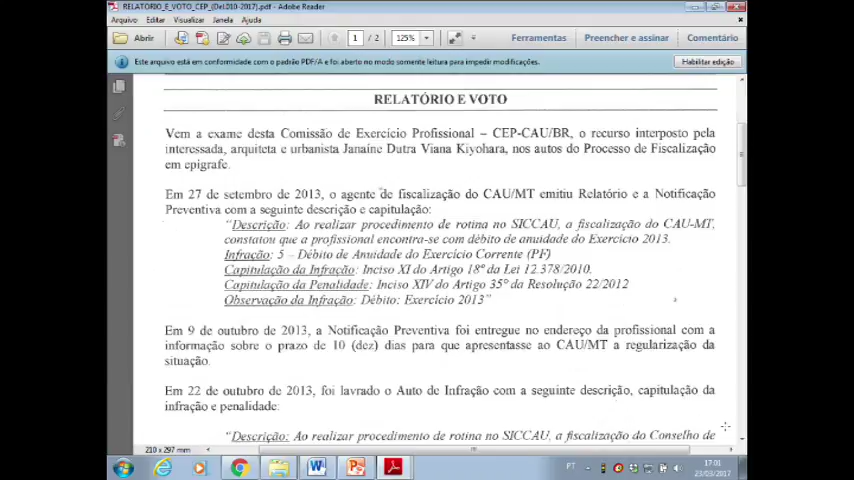 RELATORIO_E_VOTO_CEP_(Del.010-2017).pdf - Adobe Reader
Arquivo Editar Visualizar Janela Ajuda
Abrir 1 / 2 125% Ferramentas Preencher e assinar Comentário
Este arquivo está em conformidade com o padrão PDF/A e foi aberto no modo somente leitura para impedir modificações. Habilitar edição
RELATÓRIO E VOTO
Vem a exame desta Comissão de Exercício Profissional – CEP-CAU/BR, o recurso interposto pela
interessada, arquiteta e urbanista Janaíne Dutra Viana Kiyohara, nos autos do Processo de Fiscalização
em epigrafe.
Em 27 de setembro de 2013, o agente de fiscalização do CAU/MT emitiu Relatório e a Notificação
Preventiva com a seguinte descrição e capitulação:
“Descrição: Ao realizar procedimento de rotina no SICCAU, a fiscalização do CAU-MT,
constatou que a profissional encontra-se com débito de anuidade do Exercício 2013.
Infração: 5 – Débito de Anuidade do Exercício Corrente (PF)
Capitulação da Infração: Inciso XI do Artigo 18º da Lei 12.378/2010.
Capitulação da Penalidade: Inciso XIV do Artigo 35º da Resolução 22/2012
Observação da Infração: Débito: Exercício 2013”
Em 9 de outubro de 2013, a Notificação Preventiva foi entregue no endereço da profissional com a
informação sobre o prazo de 10 (dez) dias para que apresentasse ao CAU/MT a regularização da
situação.
Em 22 de outubro de 2013, foi lavrado o Auto de Infração com a seguinte descrição, capitulação da
infração e penalidade:
“Descrição: Ao realizar procedimento de rotina no SICCAU, a fiscalização do Conselho de
210 x 297 mm
PT 17:01
23/03/2017